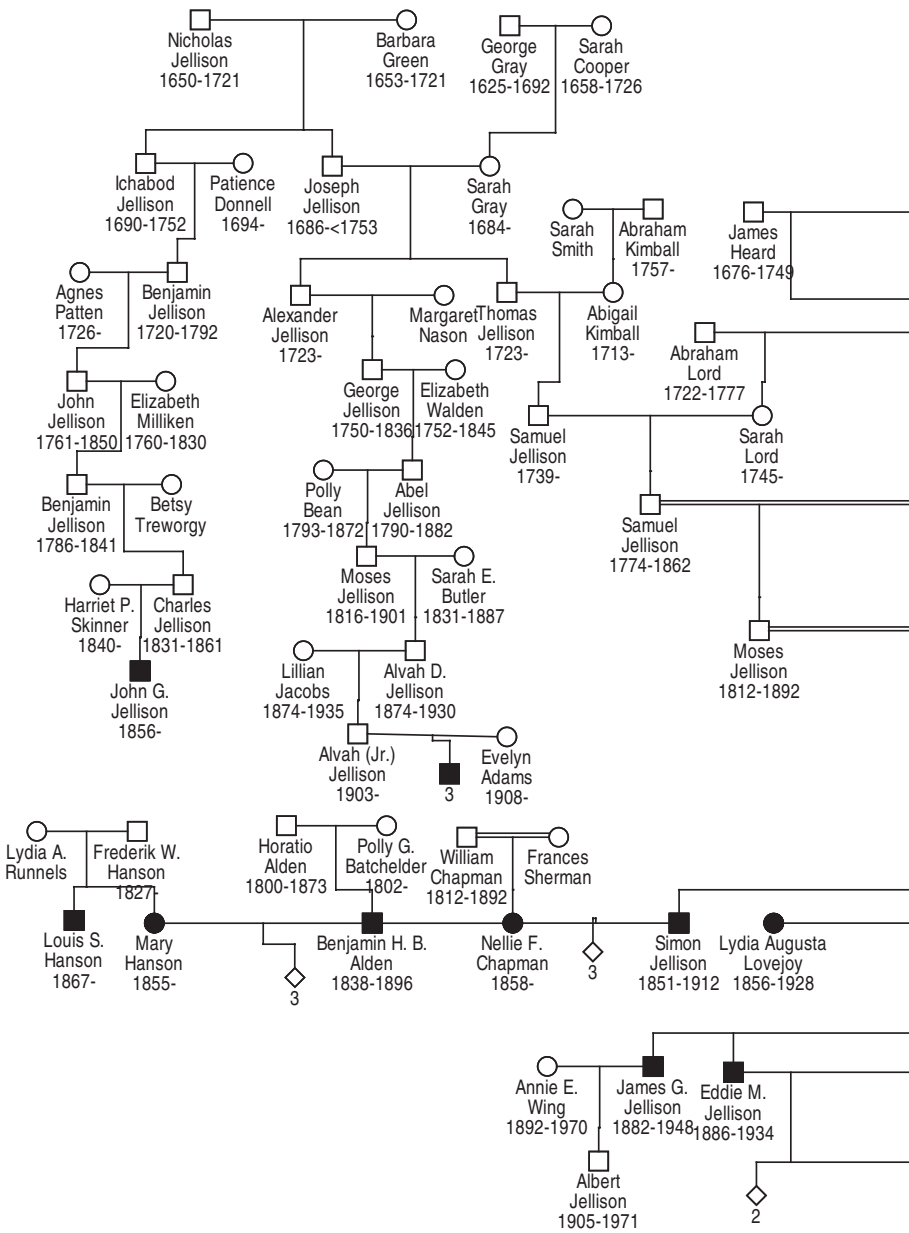 Nicholas
Jellison
1650-1721
Barbara
Green
1653-1721
George
Gray
1625-1692
Sarah
Cooper
1658-1726
Ichabod
Jellison
1690-1752
Patience
Donnell
1694-
Joseph
Jellison
1686-<1753
Sarah
Gray
1684-
Sarah
Smith
Abraham
Kimball
1757-
James
Heard
1676-1749
Agnes
Patten
1726-
Benjamin
Jellison
1720-1792
Alexander
Jellison
1723-
Margaret
Nason
Thomas
Jellison
1723-
Abigail
Kimball
1713-
Abraham
Lord
1722-1777
John
Jellison
1761-1850
Elizabeth
Milliken
1760-1830
George
Jellison
1750-1836
Elizabeth
Walden
1752-1845
Samuel
Jellison
1739-
Sarah
Lord
1745-
Benjamin
Jellison
1786-1841
Betsy
Treworgy
Polly
Bean
1793-1872
Abel
Jellison
1790-1882
Samuel
Jellison
1774-1862
Harriet P.
Skinner
1840-
Charles
Jellison
1831-1861
Moses
Jellison
1816-1901
Sarah E.
Butler
1831-1887
Moses
Jellison
1812-1892
John G.
Jellison
1856-
Lillian
Jacobs
1874-1935
Alvah D.
Jellison
1874-1930
Alvah (Jr.)
Jellison
1903-
3
Evelyn
Adams
1908-
Lydia A.
Runnels
Frederik W.
Hanson
1827-
Horatio
Alden
1800-1873
Polly G.
Batchelder
1802-
William
Chapman
1812-1892
Frances
Sherman
Louis S.
Hanson
1867-
Mary
Hanson
1855-
3
Benjamin H. B.
Alden
1838-1896
Nellie F.
Chapman
1858-
3
Simon
Jellison
1851-1912
Lydia Augusta
Lovejoy
1856-1928
Annie E.
Wing
1892-1970
James G.
Jellison
1882-1948
Eddie M.
Jellison
1886-1934
Albert
Jellison
1905-1971
2